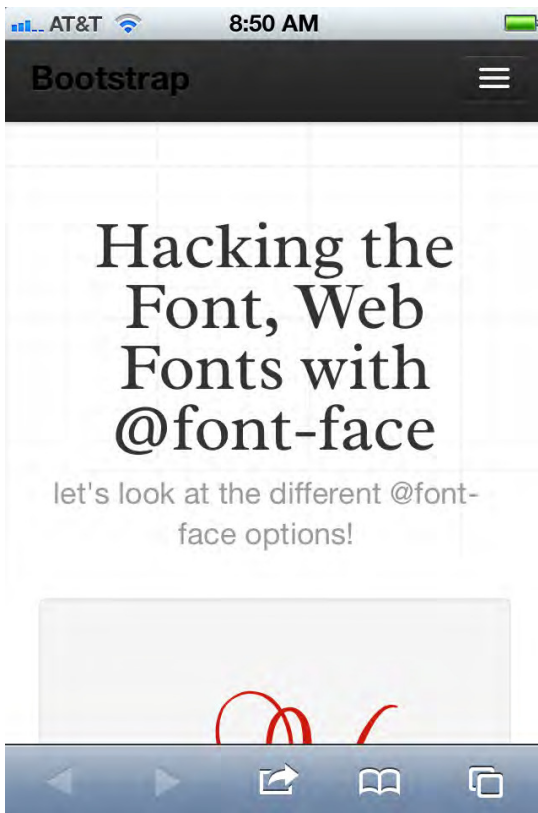 AT&T 8:50 AM
Bootstrap
Hacking the
Font, Web
Fonts with
@font-face
let's look at the different @font-
face options!